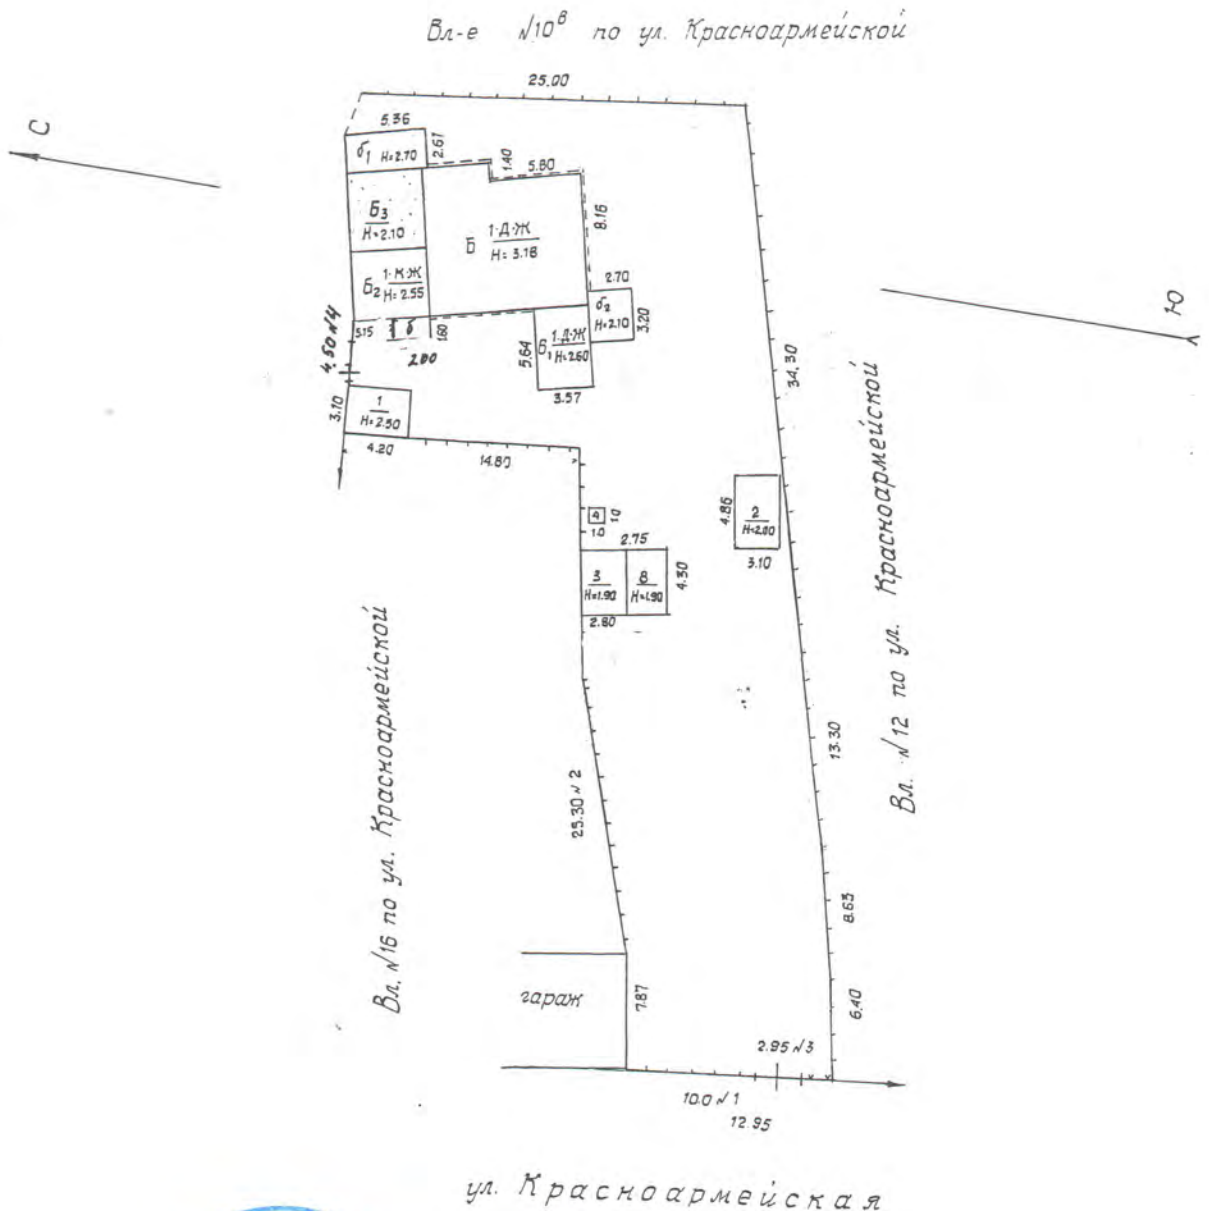 Вл-е №10в по ул. Красноармейской
25.00
С
5.36
б1 H=2.70
2.61
1.40
5.80
Б3
H=2.10
Б 1·Д·Ж
H=3.18
8.16
Б2 1·К·Ж
H=2.55
2.70
б2
H=2.10
3.20
Ю
4.50 №4
3.15
б
1.60
2.00
5.64
1·Д·Ж
H=2.60
3.57
34.30
3.10
1
H=2.50
4.20
14.80
4
1.0
1.0
2.75
3
H=1.90
8
H=1.90
4.30
2.80
4.86
2
H=2.00
3.10
Вл. №16 по ул. Красноармейской
Вл. №12 по ул. Красноармейской
13.30
25.30 №2
8.63
гараж
7.87
6.40
2.95 №3
10.0 №1
12.95
ул. Красноармейская